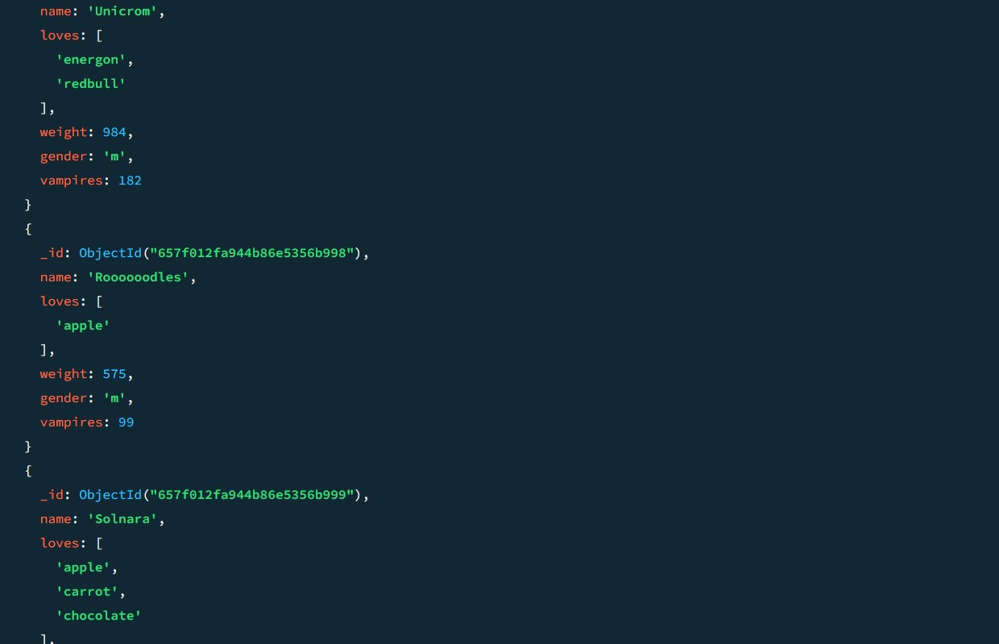 name: 'Unicrom',
loves: [
'energon',
'redbull'
],
weight: 984,
gender: 'm',
vampires: 182
}
{
_id: ObjectId("657f012fa944b86e5356b998"),
name: 'Roooooodles',
loves: [
'apple'
],
weight: 575,
gender: 'm',
vampires: 99
}
{
_id: ObjectId("657f012fa944b86e5356b999"),
name: 'Solnara',
loves: [
'apple',
'carrot',
'chocolate'
],